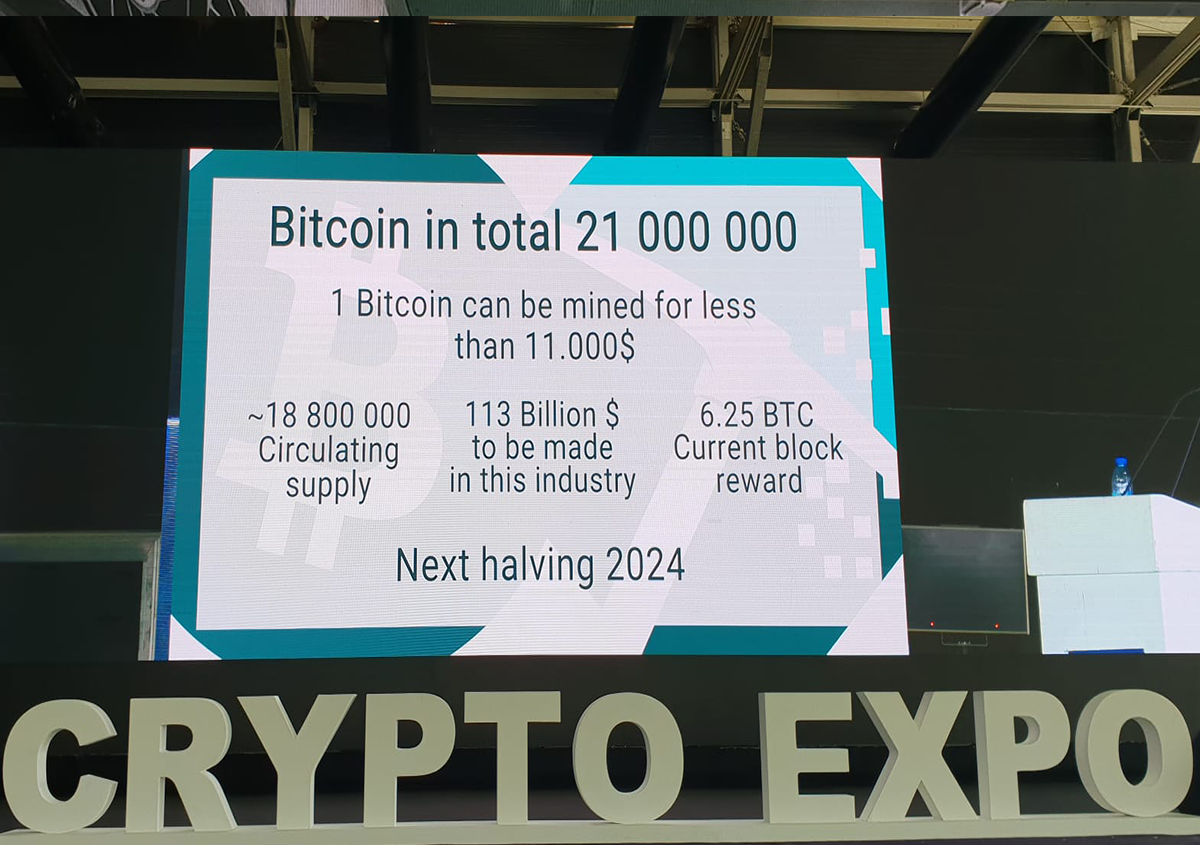 Bitcoin in total 21 000 000
1 Bitcoin can be mined for less
than 11.000$
~18 800 000
Circulating
supply
113 Billion $
to be made
in this industry
6.25 BTC
Current block
reward
Next halving 2024
CRYPTO EXPO